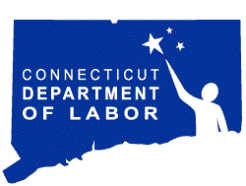 CONNECTICUT
DEPARTMENT
OF LABOR